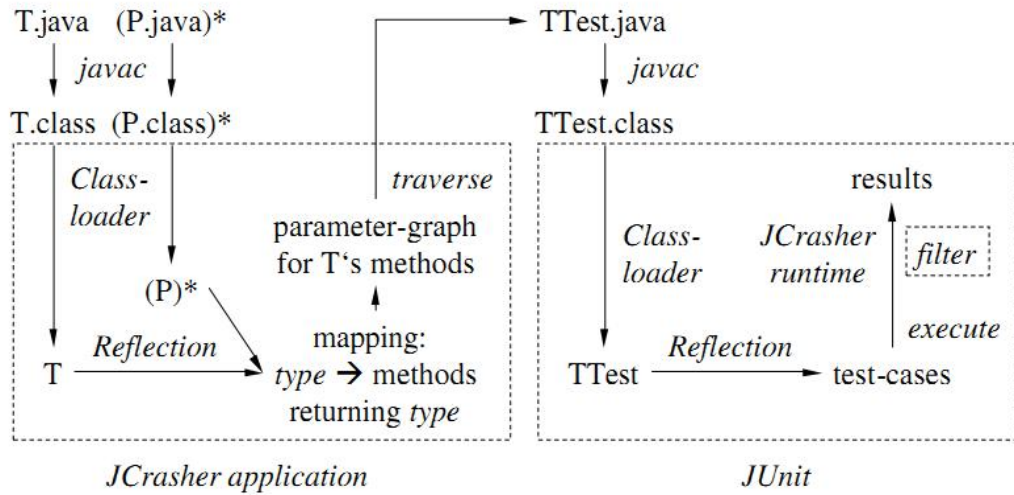 T.java (P.java)*
javac
T.class (P.class)*
Class-
loader
(P)*
Reflection
T
traverse
parameter-graph
for T‘s methods
mapping:
type → methods
returning type
JCrasher application
TTest.java
javac
TTest.class
Class-
loader
TTest
Reflection
test-cases
execute
JCrasher
runtime
filter
results
JUnit